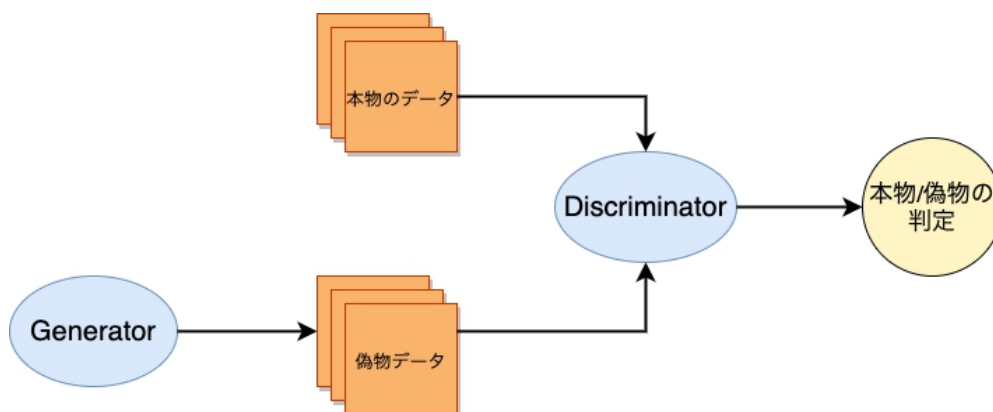 本物のデータ
Discriminator
本物/偽物の
判定
Generator
偽物データ